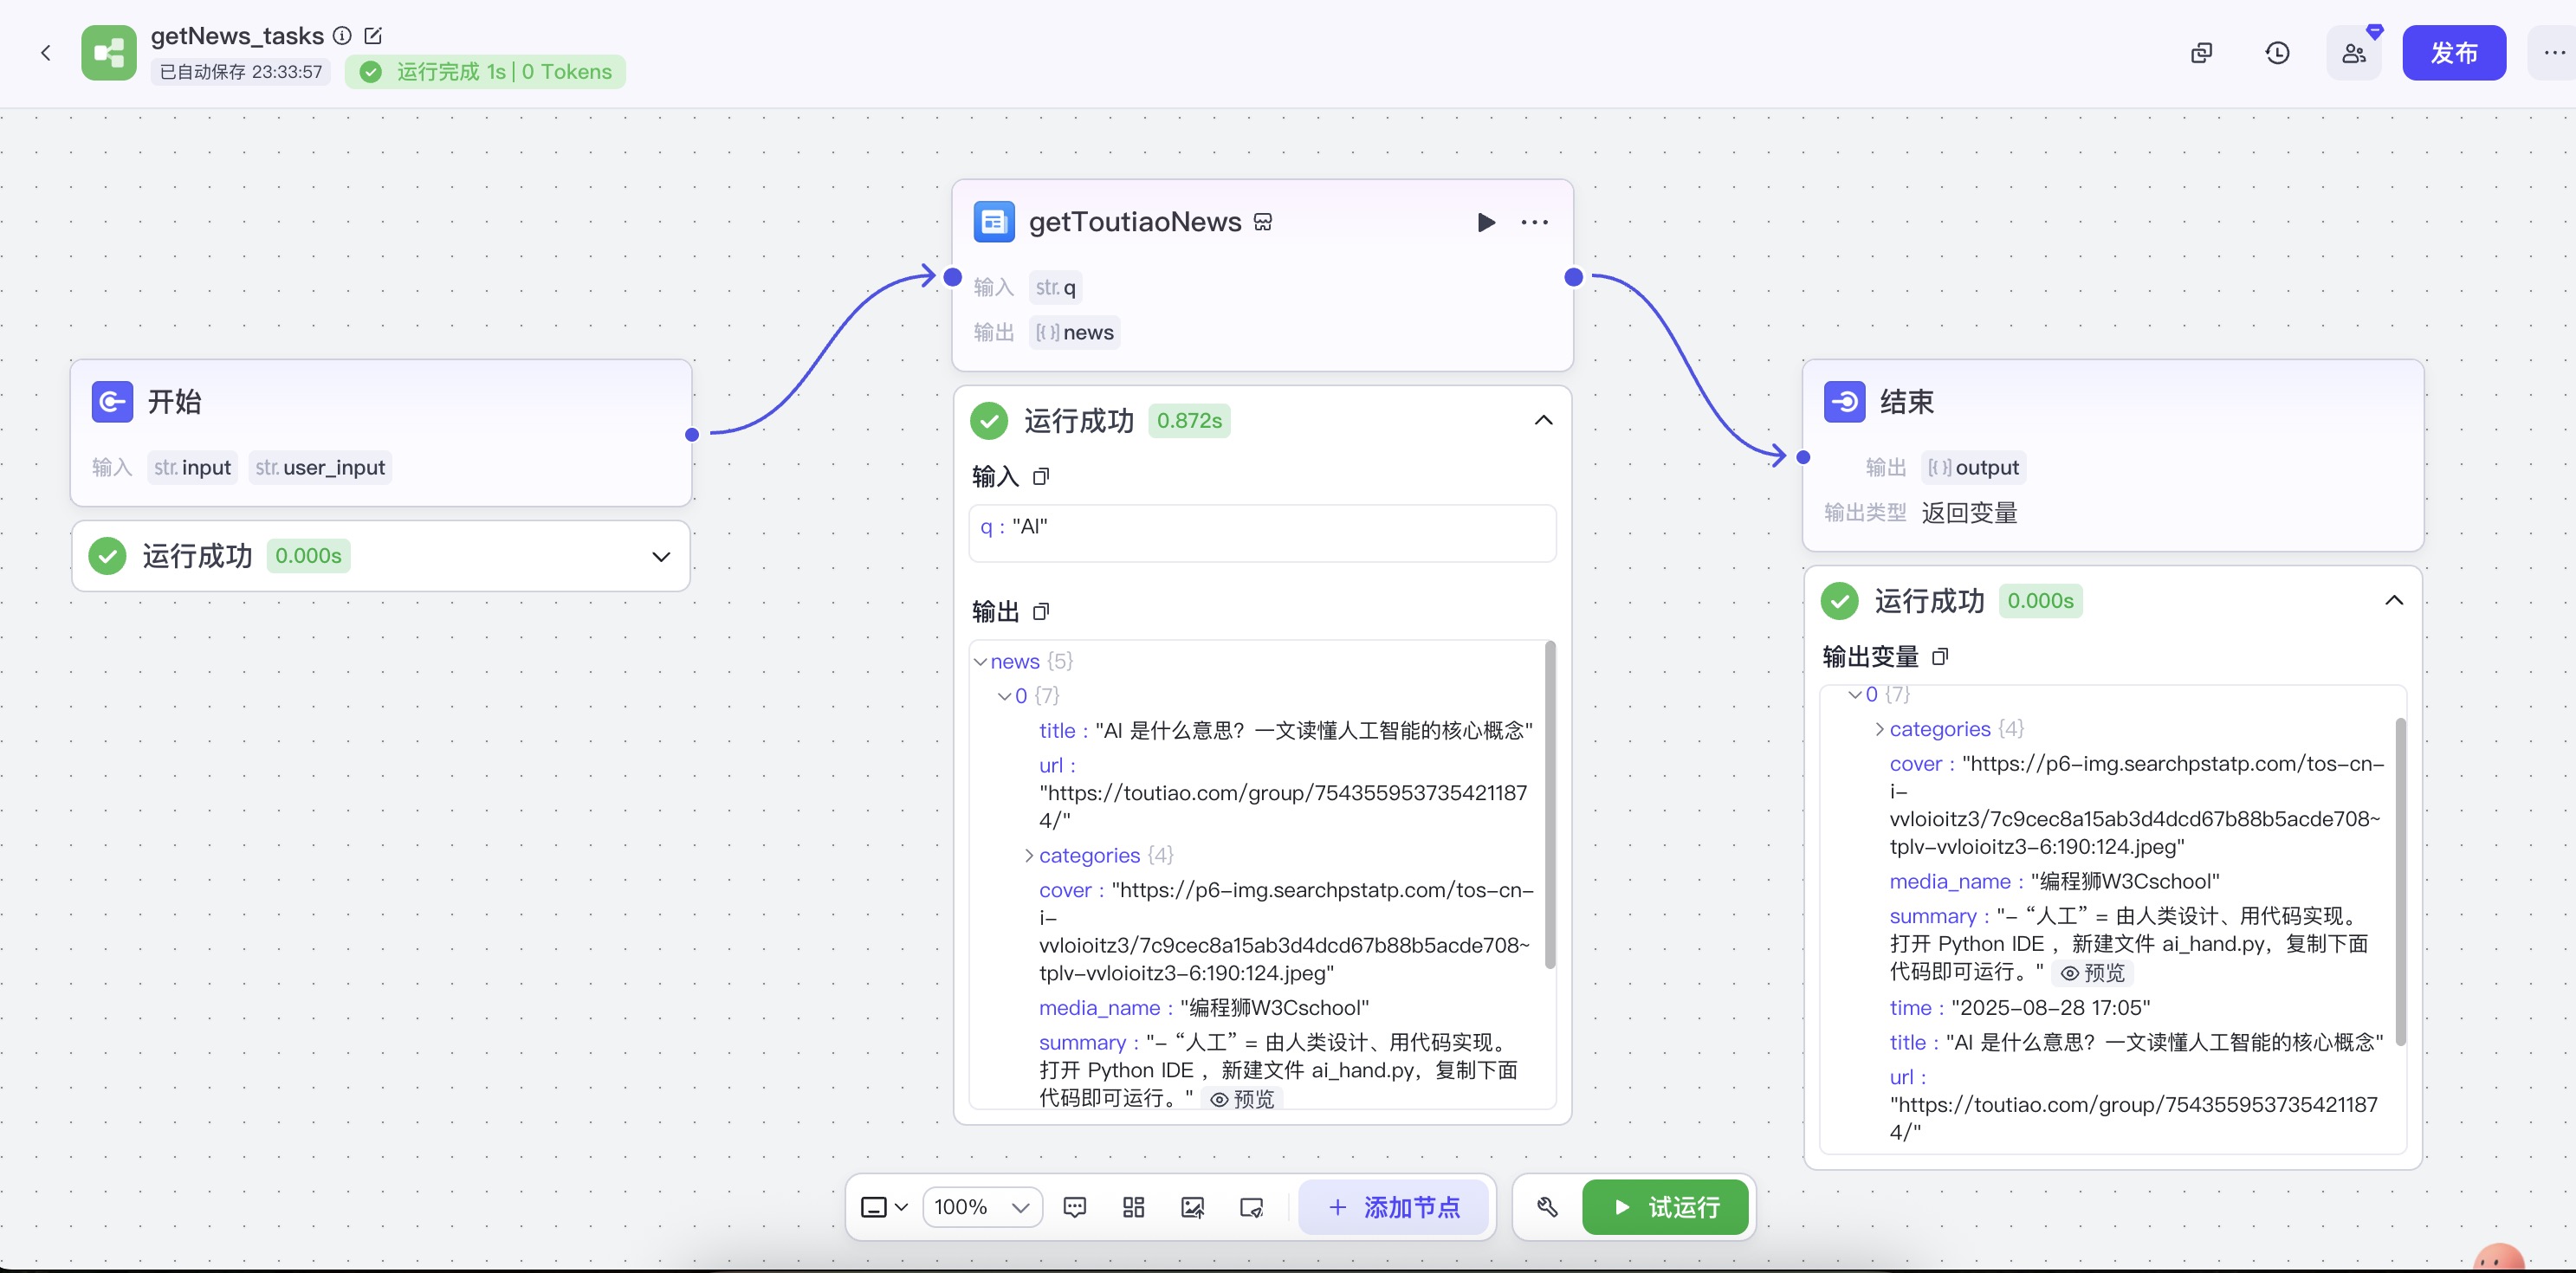 getNews_tasks
已自动保存 23:33:57
运行完成 1s | 0 Tokens
发布
开始
输入 str. input str. user_input
运行成功 0.000s
getToutiaoNews
输入 str. q
输出 [{}] news
运行成功 0.872s
输入
q : "AI"
输出
news {5}
0 {7}
title : "AI 是什么意思？一文读懂人工智能的核心概念"
url :
"https://toutiao.com/group/754355953735421187
4/"
categories {4}
cover : "https://p6-img.searchpstatp.com/tos-cn-
i-
vvloioitz3/7c9cec8a15ab3d4dcd67b88b5acde708~
tplv-vvloioitz3-6:190:124.jpeg"
media_name : "编程狮W3Cschool"
summary : "- “人工” = 由人类设计、用代码实现。
打开 Python IDE ，新建文件 ai_hand.py，复制下面
代码即可运行。" 预览
结束
输出 [{}] output
输出类型 返回变量
运行成功 0.000s
输出变量
0 {7}
categories {4}
cover : "https://p6-img.searchpstatp.com/tos-cn-
i-
vvloioitz3/7c9cec8a15ab3d4dcd67b88b5acde708~
tplv-vvloioitz3-6:190:124.jpeg"
media_name : "编程狮W3Cschool"
summary : "- “人工” = 由人类设计、用代码实现。
打开 Python IDE ，新建文件 ai_hand.py，复制下面
代码即可运行。" 预览
time : "2025-08-28 17:05"
title : "AI 是什么意思？一文读懂人工智能的核心概念"
url :
"https://toutiao.com/group/754355953735421187
4/"
100%
添加节点
试运行